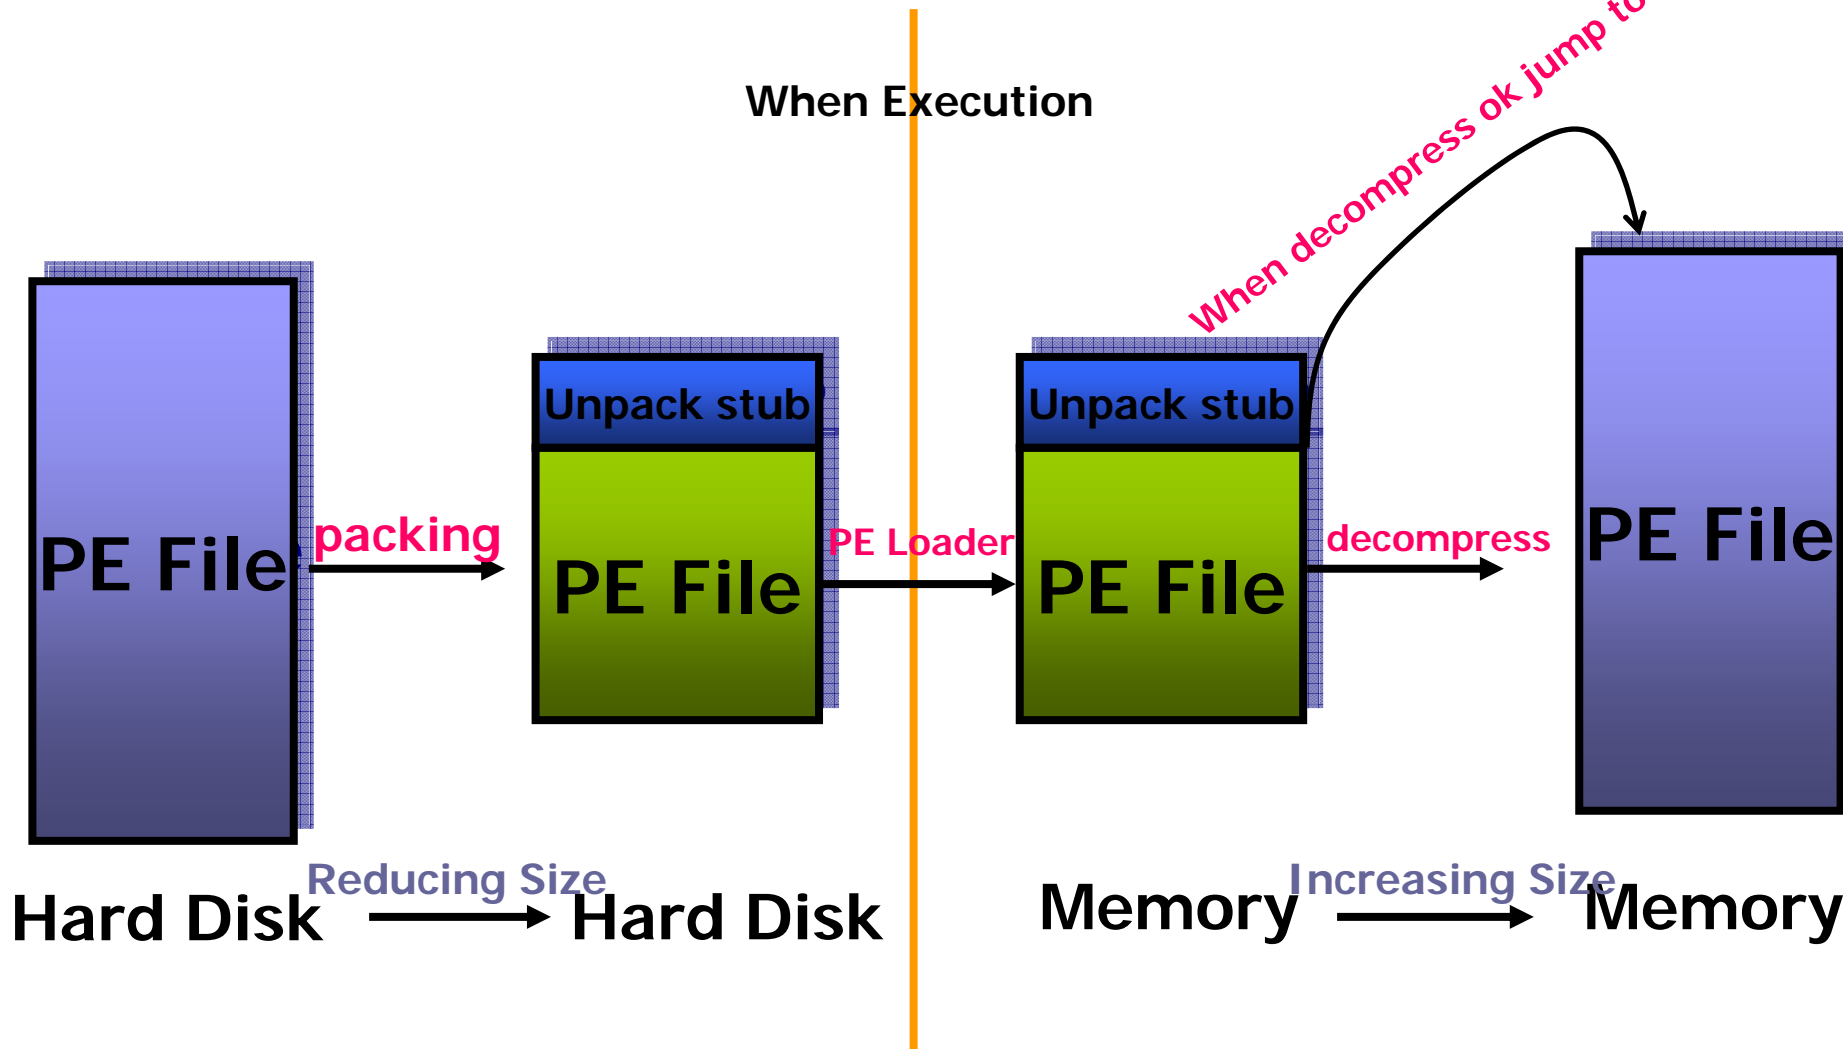 When Execution
When decompress ok jump to
Unpack stub
Unpack stub
PE File
packing
PE File
PE Loader
PE File
decompress
PE File
Reducing Size
Increasing Size
Hard Disk
Hard Disk
Memory
Memory